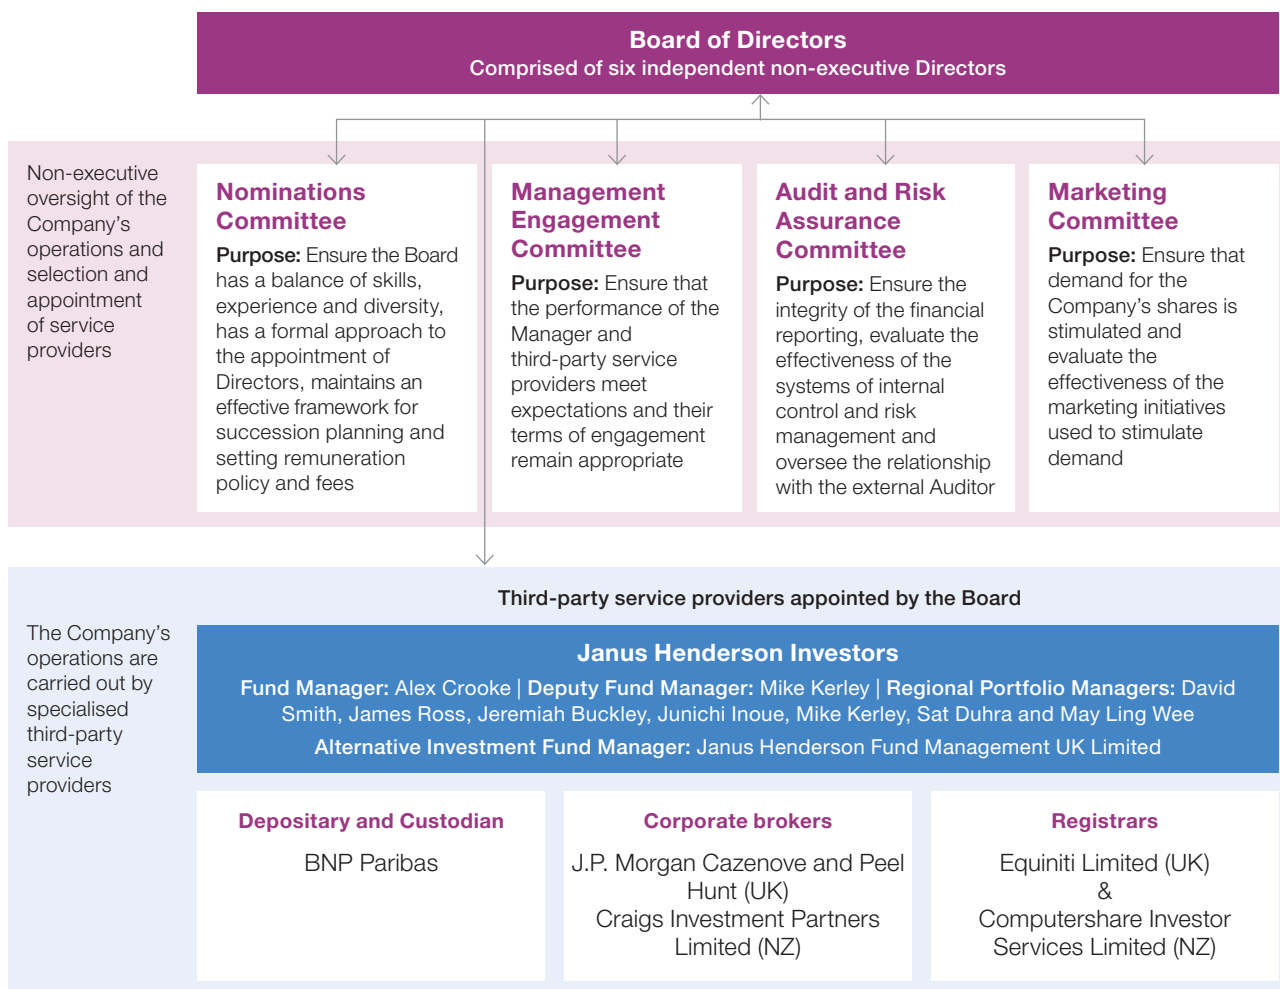 Board of Directors
Comprised of six independent non-executive Directors
Non-executive
oversight of the
Company’s
operations and
selection and
appointment
of service
providers
Nominations
Committee
Purpose: Ensure the Board
has a balance of skills,
experience and diversity,
has a formal approach to
the appointment of
Directors, maintains an
effective framework for
succession planning and
setting remuneration
policy and fees
Management
Engagement
Committee
Purpose: Ensure that
the performance of the
Manager and
third-party service
providers meet
expectations and their
terms of engagement
remain appropriate
Audit and Risk
Assurance
Committee
Purpose: Ensure the
integrity of the financial
reporting, evaluate the
effectiveness of the
systems of internal
control and risk
management and
oversee the relationship
with the external Auditor
Marketing
Committee
Purpose: Ensure that
demand for the
Company’s shares is
stimulated and
evaluate the
effectiveness of the
marketing initiatives
used to stimulate
demand
Third-party service providers appointed by the Board
The Company’s
operations are
carried out by
specialised
third-party
service
providers
Janus Henderson Investors
Fund Manager: Alex Crooke | Deputy Fund Manager: Mike Kerley | Regional Portfolio Managers: David
Smith, James Ross, Jeremiah Buckley, Junichi Inoue, Mike Kerley, Sat Duhra and May Ling Wee
Alternative Investment Fund Manager: Janus Henderson Fund Management UK Limited
Depositary and Custodian
BNP Paribas
Corporate brokers
J.P. Morgan Cazenove and Peel
Hunt (UK)
Craigs Investment Partners
Limited (NZ)
Registrars
Equiniti Limited (UK)
&
Computershare Investor
Services Limited (NZ)